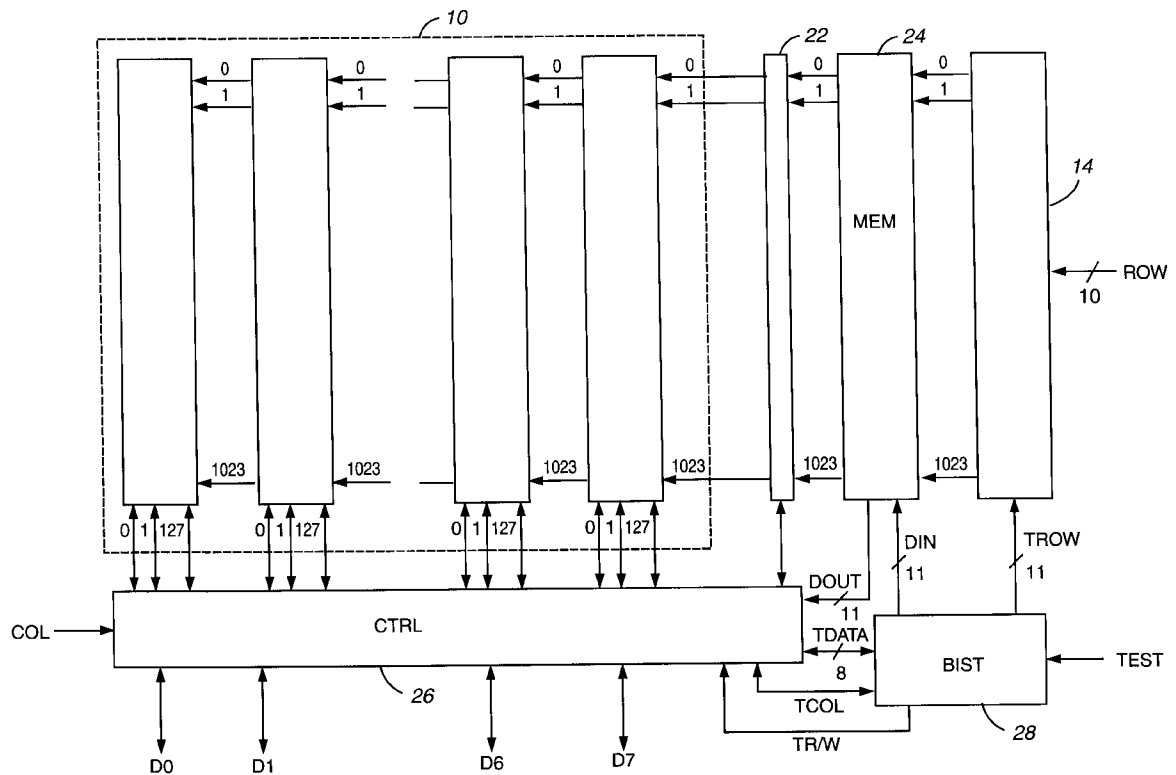 10
22
24
0 0 0 0 0 0
1 1 1 1 1 1
14
MEM
ROW
10
1023 1023 1023 1023 1023 1023
0 1 127 0 1 127 0 1 127 0 1 127
DIN
11
TROW
11
DOUT
11
COL
CTRL
TDATA
8
BIST
TEST
26
TCOL
28
TR/W
D0 D1 D6 D7